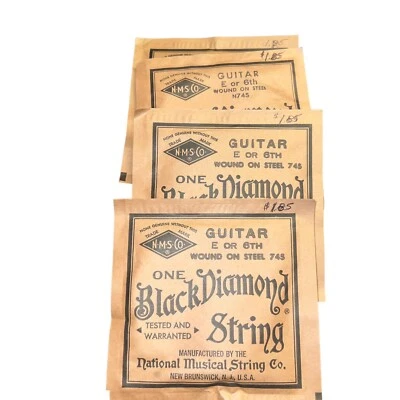 1.85
$1.85
NONE GENUINE WITHOUT THIS
TRADE MARK
N.M.S.CO.
GUITAR
E OR 6TH
WOUND ON STEEL
N745
Diamond
$1.85
NONE GENUINE WITHOUT THIS
TRADE MARK
N.M.S.CO.
GUITAR
E OR 6TH
WOUND ON STEEL 745
ONE
Black Diamond
$1.85
NONE GENUINE WITHOUT THIS
TRADE MARK
N.M.S.CO.
GUITAR
E OR 6TH
WOUND ON STEEL 745
ONE
Black Diamond
TESTED AND
WARRANTED
String ®
MANUFACTURED BY THE
National Musical String Co.
NEW BRUNSWICK, N.J., U.S.A.